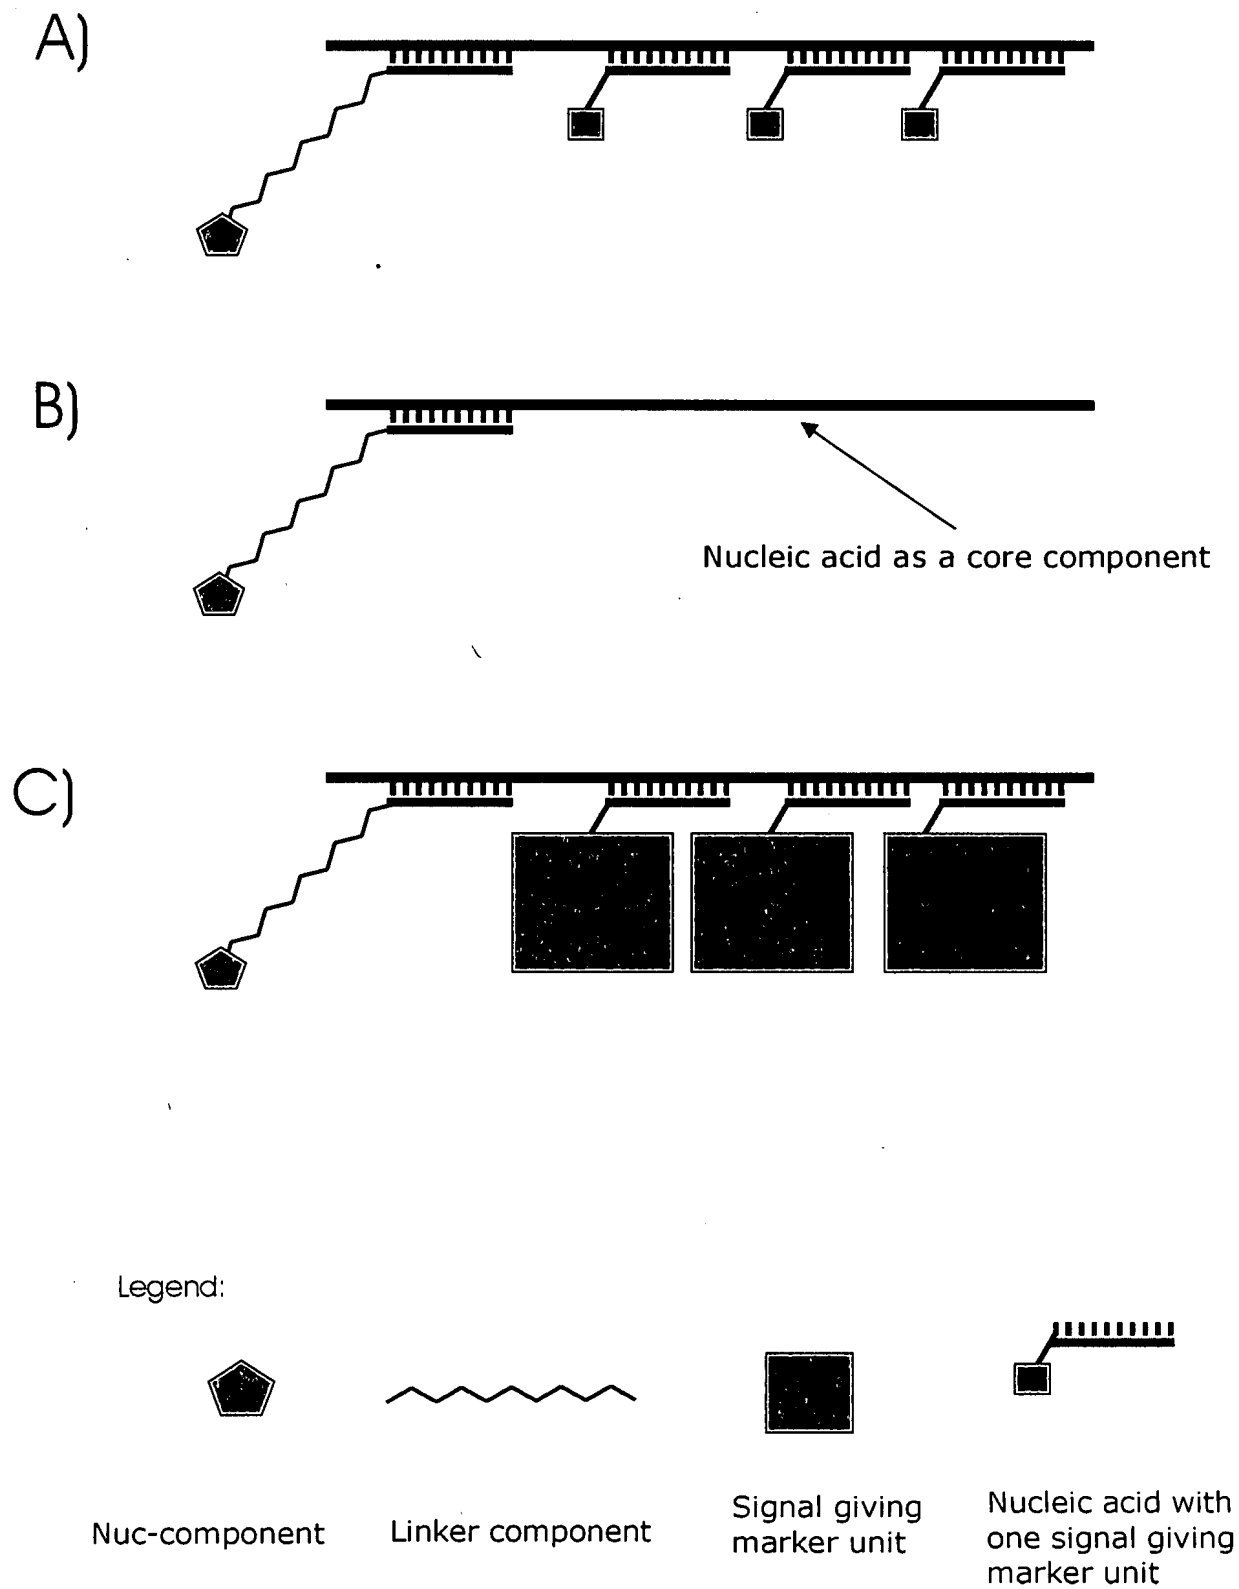 A)
B)
Nucleic acid as a core component
C)
Legend:
Nuc-component
Linker component
Signal giving
marker unit
Nucleic acid with
one signal giving
marker unit